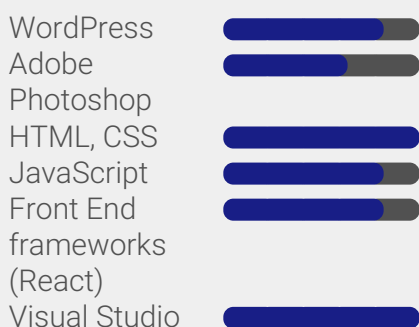 WordPress
Adobe
Photoshop
HTML, CSS
JavaScript
Front End
frameworks
(React)
Visual Studio